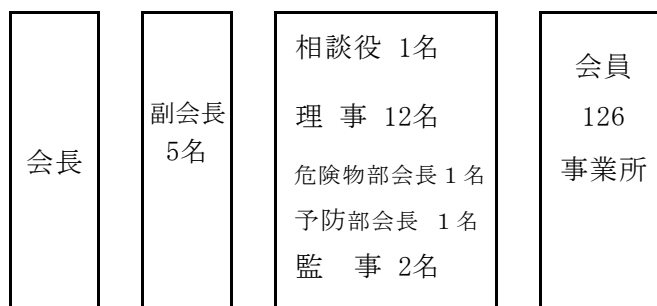 会長
副会長
5名
相談役 1名
理 事 12名
危険物部会長１名
予防部会長 １名
監 事 2名
会員
126
事業所